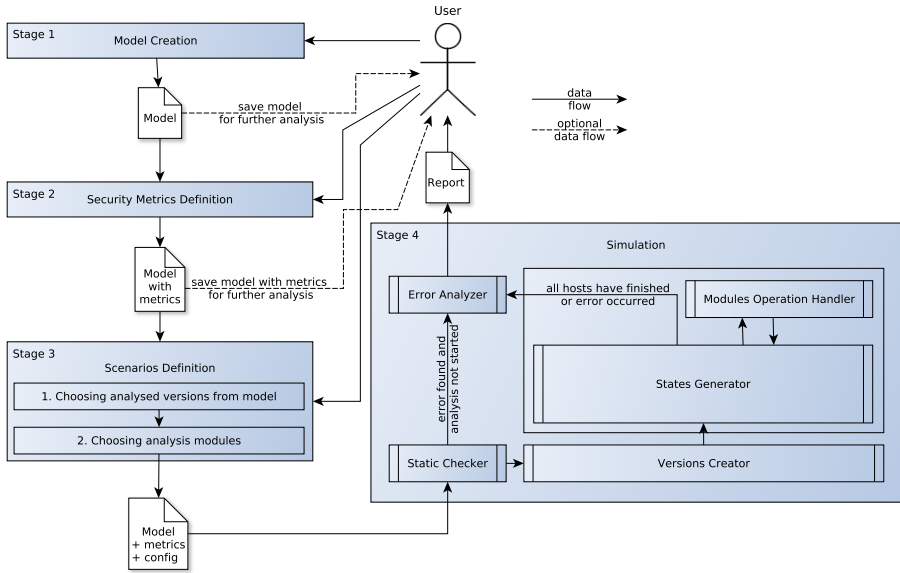 User
Stage 1
Model Creation
Model
save model
for further analysis
data
flow
optional
data flow
Stage 2
Security Metrics Definition
Report
Model
with
metrics
save model with metrics
for further analysis
Stage 3
Scenarios Definition
1. Choosing analysed versions from model
2. Choosing analysis modules
Model
+ metrics
+ config
Stage 4
Simulation
Error Analyzer
all hosts have finished
or error occurred
Modules Operation Handler
States Generator
error found and
analysis not started
Static Checker
Versions Creator